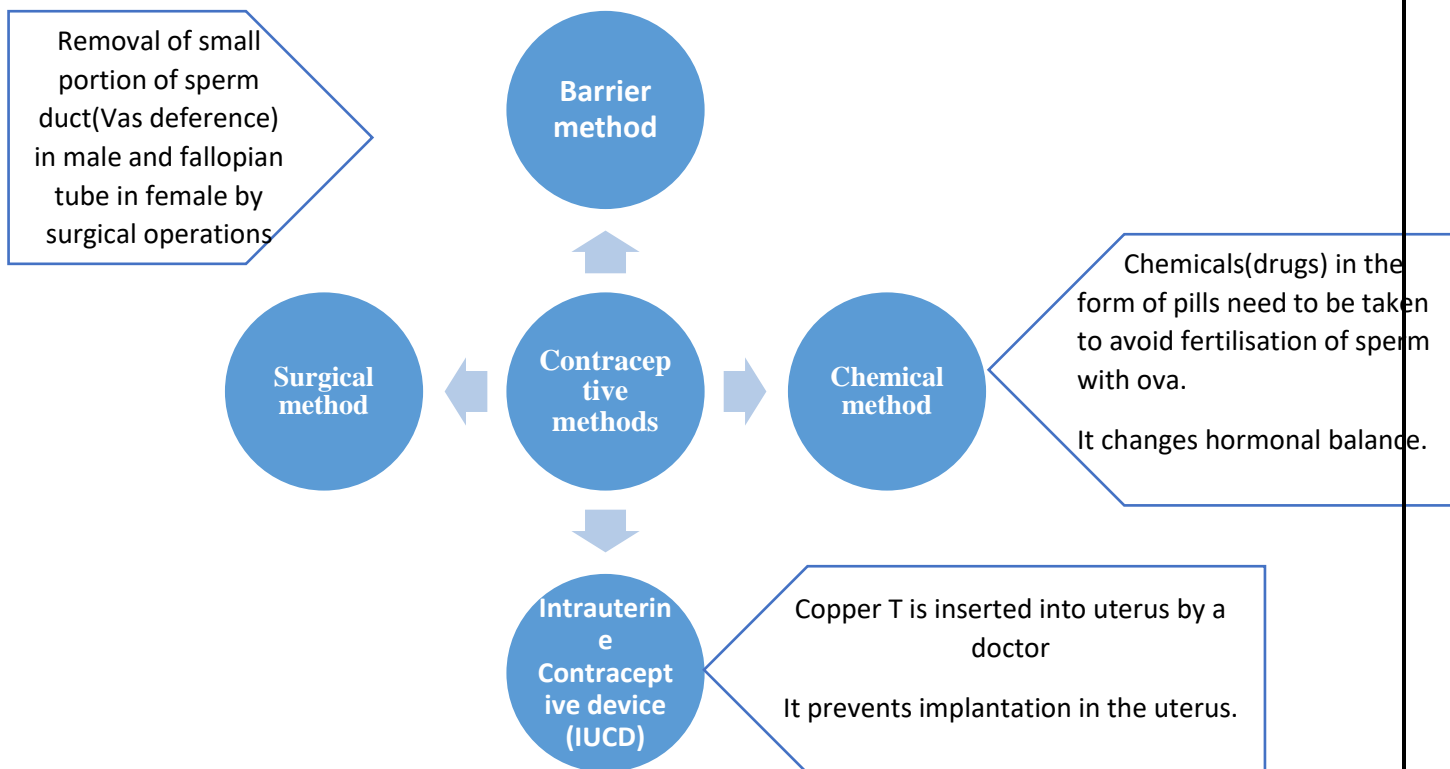 Removal of small
portion of sperm
duct(Vas deference)
in male and fallopian
tube in female by
surgical operations
Barrier
method
Chemicals(drugs) in the
form of pills need to be taken
to avoid fertilisation of sperm
with ova.
It changes hormonal balance.
Surgical
method
Contracep
tive
methods
Chemical
method
Intrauterin
e
Contracept
ive device
(IUCD)
Copper T is inserted into uterus by a
doctor
It prevents implantation in the uterus.